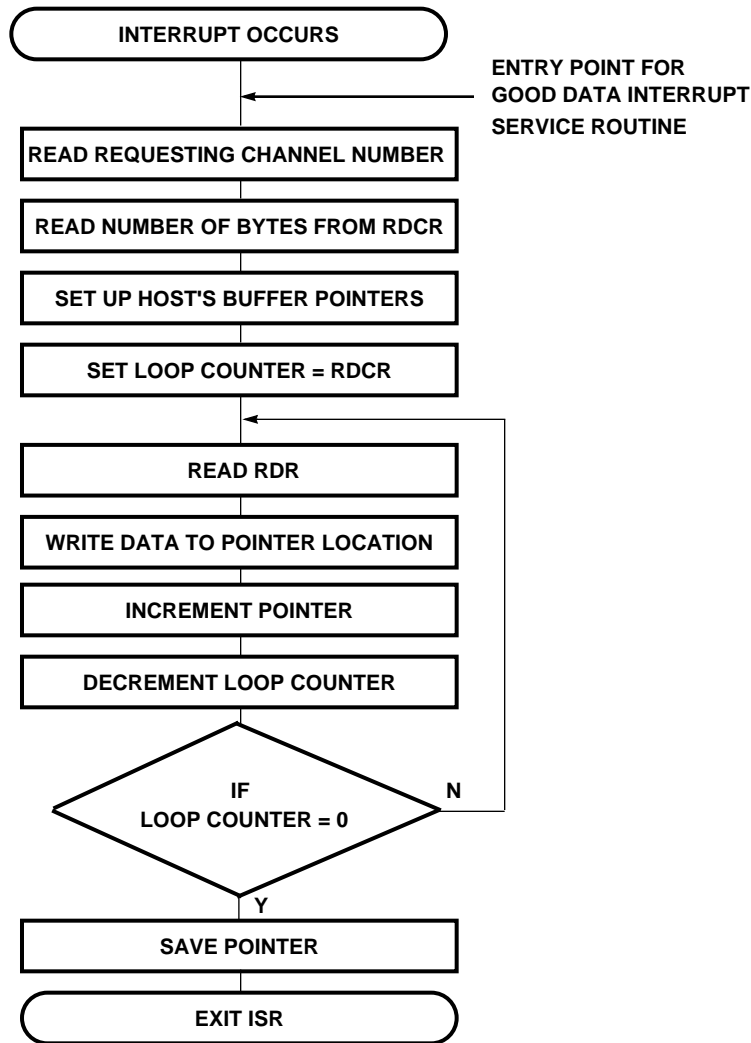 INTERRUPT OCCURS
ENTRY POINT FOR
GOOD DATA INTERRUPT
SERVICE ROUTINE
READ REQUESTING CHANNEL NUMBER
READ NUMBER OF BYTES FROM RDCR
SET UP HOST'S BUFFER POINTERS
SET LOOP COUNTER = RDCR
READ RDR
WRITE DATA TO POINTER LOCATION
INCREMENT POINTER
DECREMENT LOOP COUNTER
IF
LOOP COUNTER = 0
N
Y
SAVE POINTER
EXIT ISR